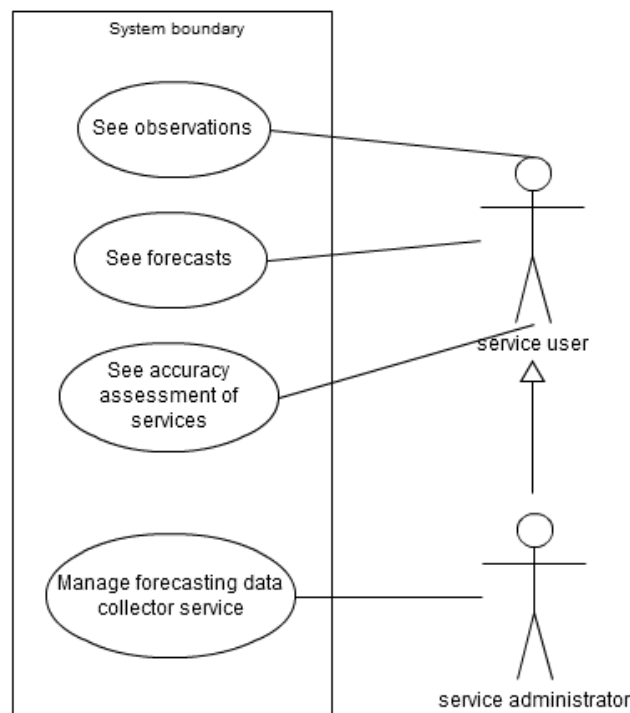 System boundary
See observations
See forecasts
service user
See accuracy
assessment of
services
Manage forecasting data
collector service
service administrator